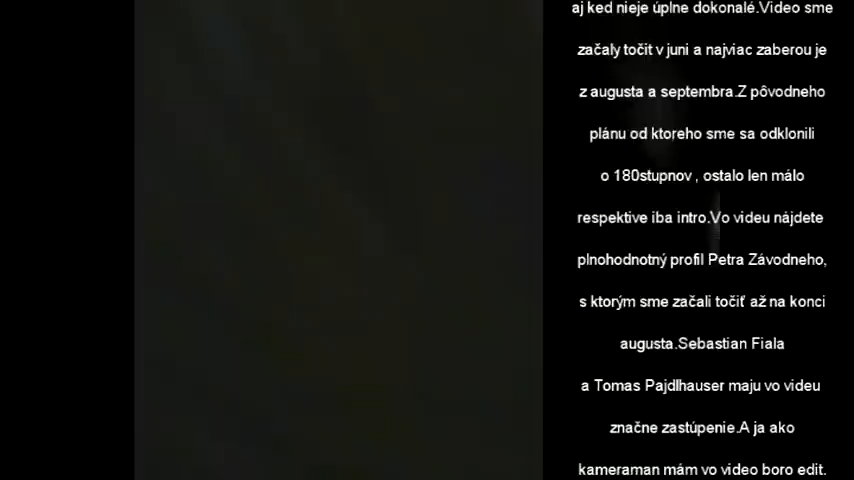 aj ked nieje úplne dokonalé.Video sme
začaly točit v juni a najviac zaberou je
z augusta a septembra.Z pôvodneho
plánu od ktoreho sme sa odklonili
o 180stupnov , ostalo len málo
respektive iba intro.Vo videu nájdete
plnohodnotný profil Petra Závodneho,
s ktorým sme začali točiť až na konci
augusta.Sebastian Fiala
a Tomas Pajdlhauser maju vo videu
značne zastúpenie.A ja ako
kameraman mám vo video boro edit.